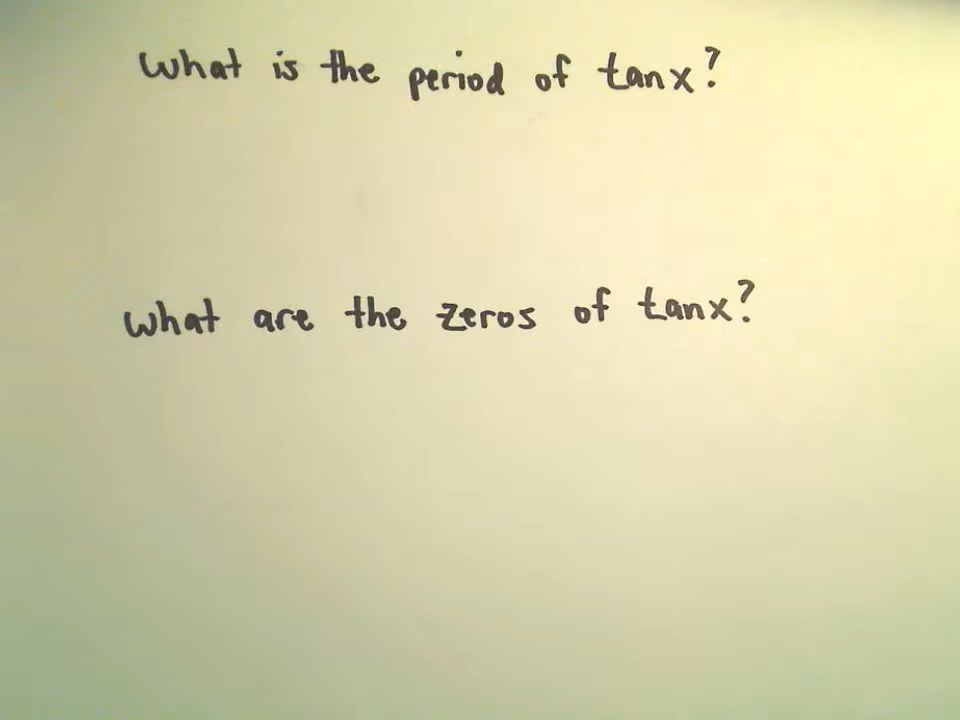 What is the period of tanx?
What are the zeros of tanx?